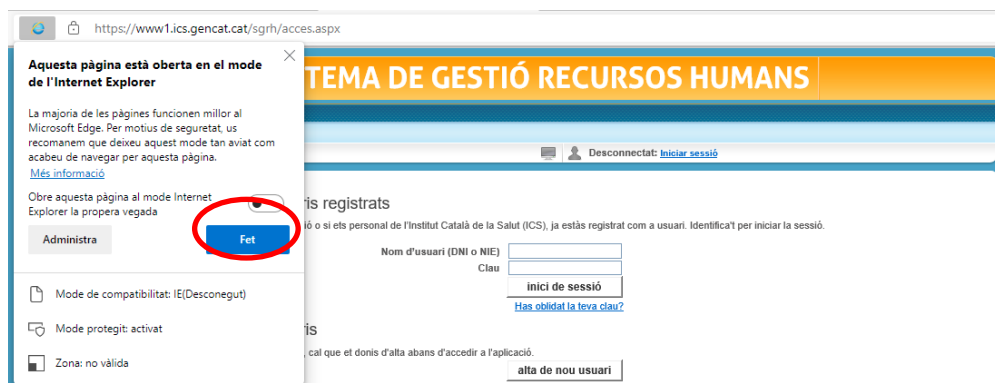 https://www1.ics.gencat.cat/sgrh/acces.aspx
Aquesta pàgina està oberta en el mode
de l'Internet Explorer
La majoria de les pàgines funcionen millor al
Microsoft Edge. Per motius de seguretat, us
recomanem que deixeu aquest mode tan aviat com
acabeu de navegar per aquesta pàgina.
Més informació
Obre aquesta pàgina al mode Internet
Explorer la propera vegada
Administra
Fet
Mode de compatibilitat: IE(Desconegut)
Mode protegit: activat
Zona: no vàlida
TEMA DE GESTIÓ RECURSOS HUMANS
Desconnectat: Iniciar sessió
ris registrats
ió o si ets personal de l'Institut Català de la Salut (ICS), ja estàs registrat com a usuari. Identifica't per iniciar la sessió.
Nom d'usuari (DNI o NIE)
Clau
inici de sessió
Has oblidat la teva clau?
ris
, cal que et donis d'alta abans d'accedir a l'aplicació.
alta de nou usuari